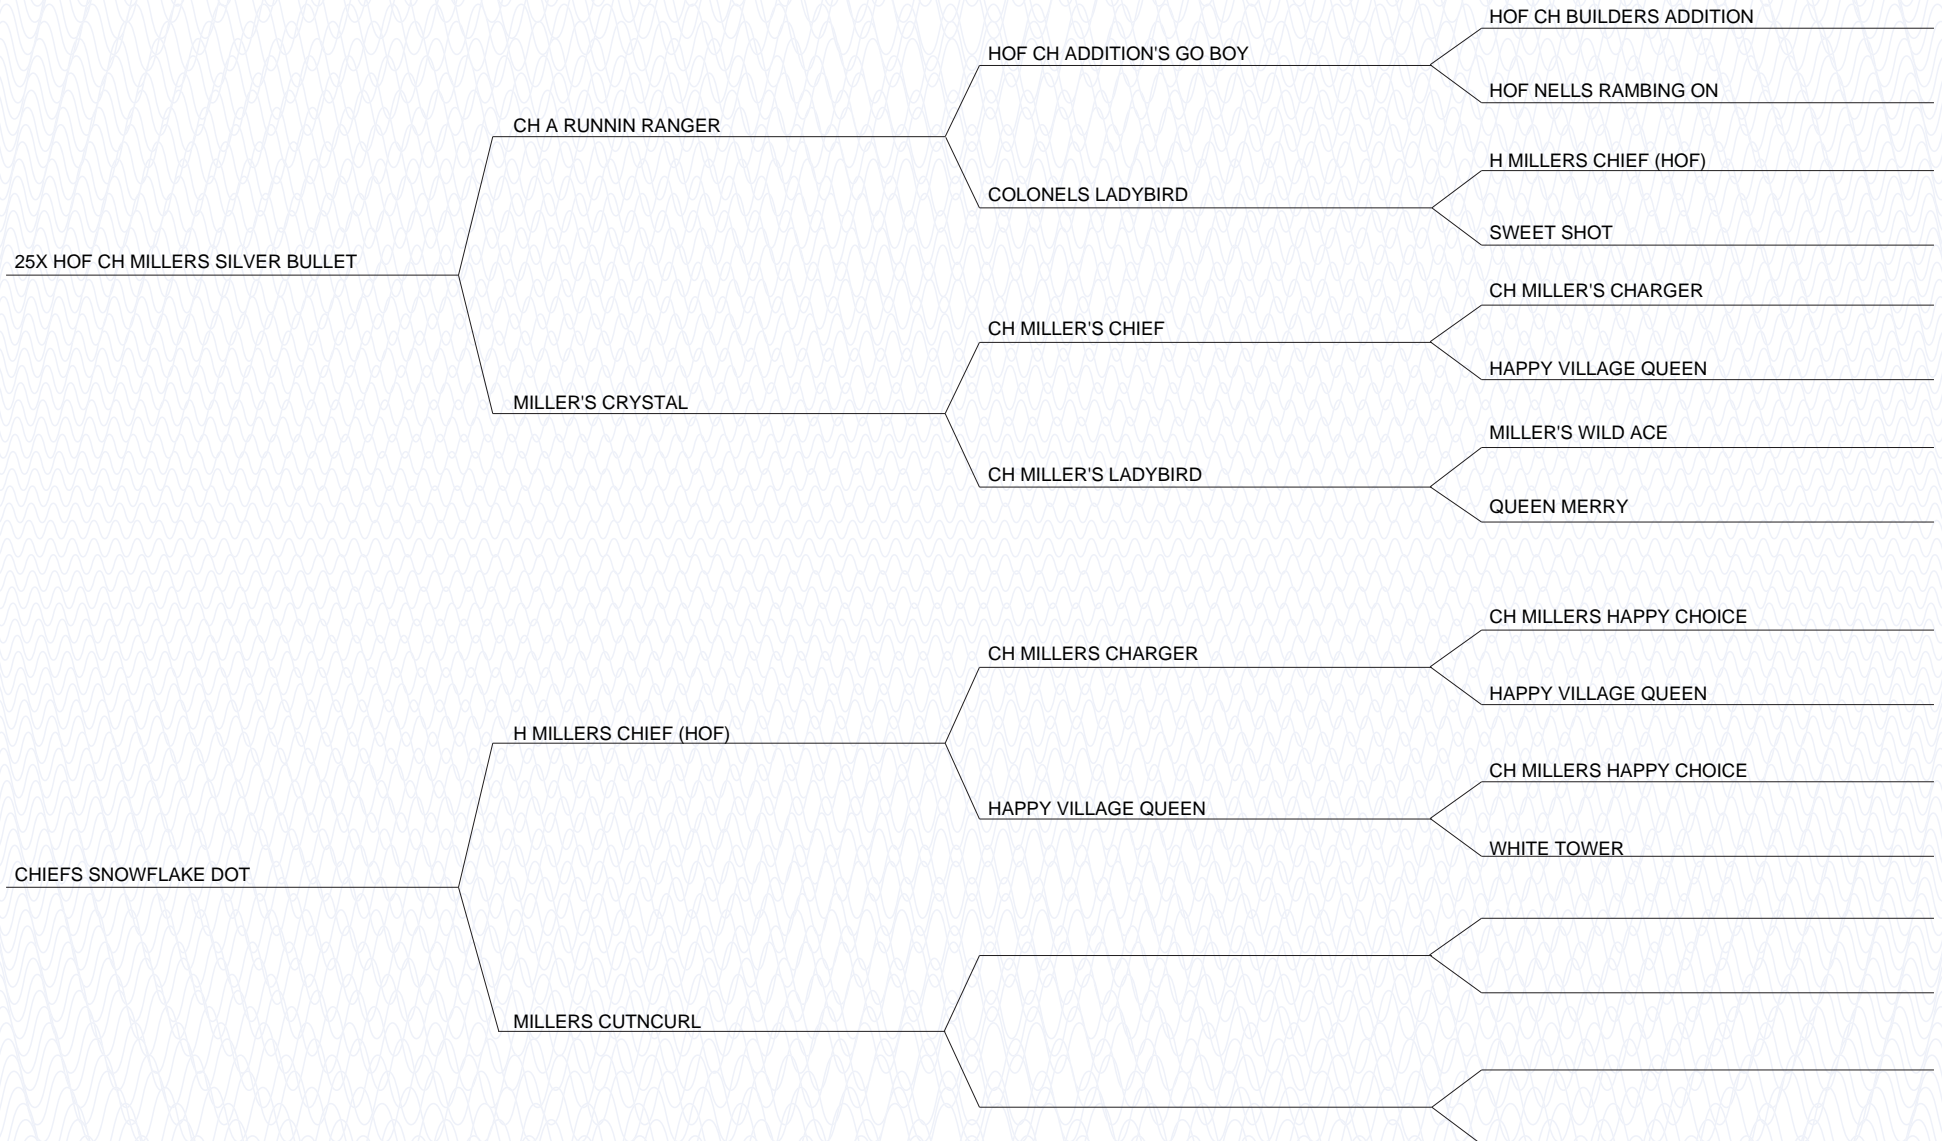 HOF CH BUILDERS ADDITION
HOF CH ADDITION'S GO BOY
HOF NELLS RAMBING ON
CH A RUNNIN RANGER
H MILLERS CHIEF (HOF)
COLONELS LADYBIRD
SWEET SHOT
25X HOF CH MILLERS SILVER BULLET
CH MILLER'S CHARGER
CH MILLER'S CHIEF
HAPPY VILLAGE QUEEN
MILLER'S CRYSTAL
MILLER'S WILD ACE
CH MILLER'S LADYBIRD
QUEEN MERRY
CH MILLERS HAPPY CHOICE
CH MILLERS CHARGER
HAPPY VILLAGE QUEEN
H MILLERS CHIEF (HOF)
CH MILLERS HAPPY CHOICE
HAPPY VILLAGE QUEEN
WHITE TOWER
CHIEFS SNOWFLAKE DOT
MILLERS CUTNCURL